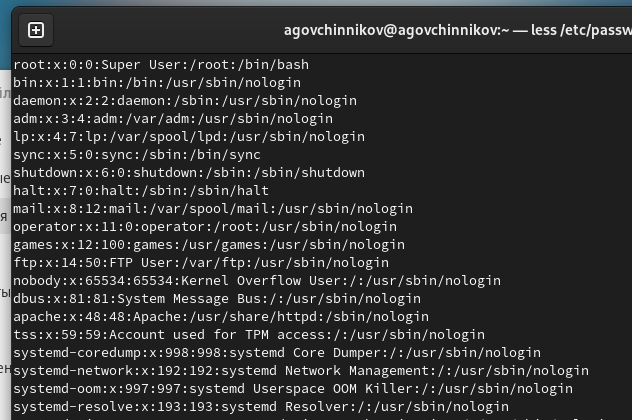 agovchinnikov@agovchinnikov:~ — less /etc/passw
root:x:0:0:Super User:/root:/bin/bash
bin:x:1:1:bin:/bin:/usr/sbin/nologin
daemon:x:2:2:daemon:/sbin:/usr/sbin/nologin
adm:x:3:4:adm:/var/adm:/usr/sbin/nologin
lp:x:4:7:lp:/var/spool/lpd:/usr/sbin/nologin
sync:x:5:0:sync:/sbin:/bin/sync
shutdown:x:6:0:shutdown:/sbin:/sbin/shutdown
halt:x:7:0:halt:/sbin:/sbin/halt
mail:x:8:12:mail:/var/spool/mail:/usr/sbin/nologin
operator:x:11:0:operator:/root:/usr/sbin/nologin
games:x:12:100:games:/usr/games:/usr/sbin/nologin
ftp:x:14:50:FTP User:/var/ftp:/usr/sbin/nologin
nobody:x:65534:65534:Kernel Overflow User:/:/usr/sbin/nologin
dbus:x:81:81:System Message Bus:/:/usr/sbin/nologin
apache:x:48:48:Apache:/usr/share/httpd:/sbin/nologin
tss:x:59:59:Account used for TPM access:/:/usr/sbin/nologin
systemd-coredump:x:998:998:systemd Core Dumper:/:/usr/sbin/nologin
systemd-network:x:192:192:systemd Network Management:/:/usr/sbin/nologin
systemd-oom:x:997:997:systemd Userspace OOM Killer:/:/usr/sbin/nologin
systemd-resolve:x:193:193:systemd Resolver:/:/usr/sbin/nologin